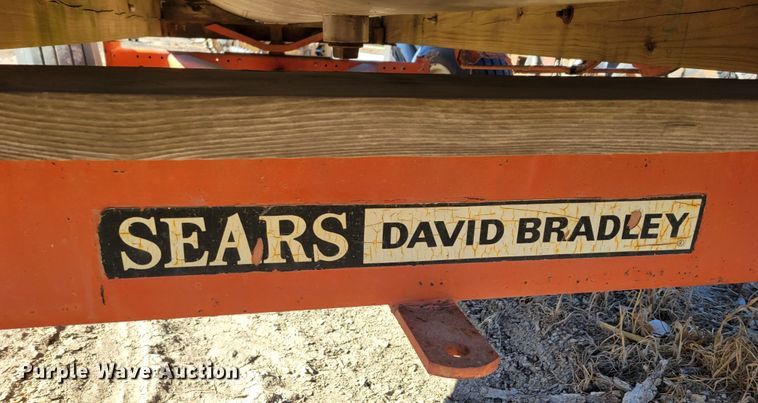 SEARS DAVID BRADLEY
Purple Wave Auction